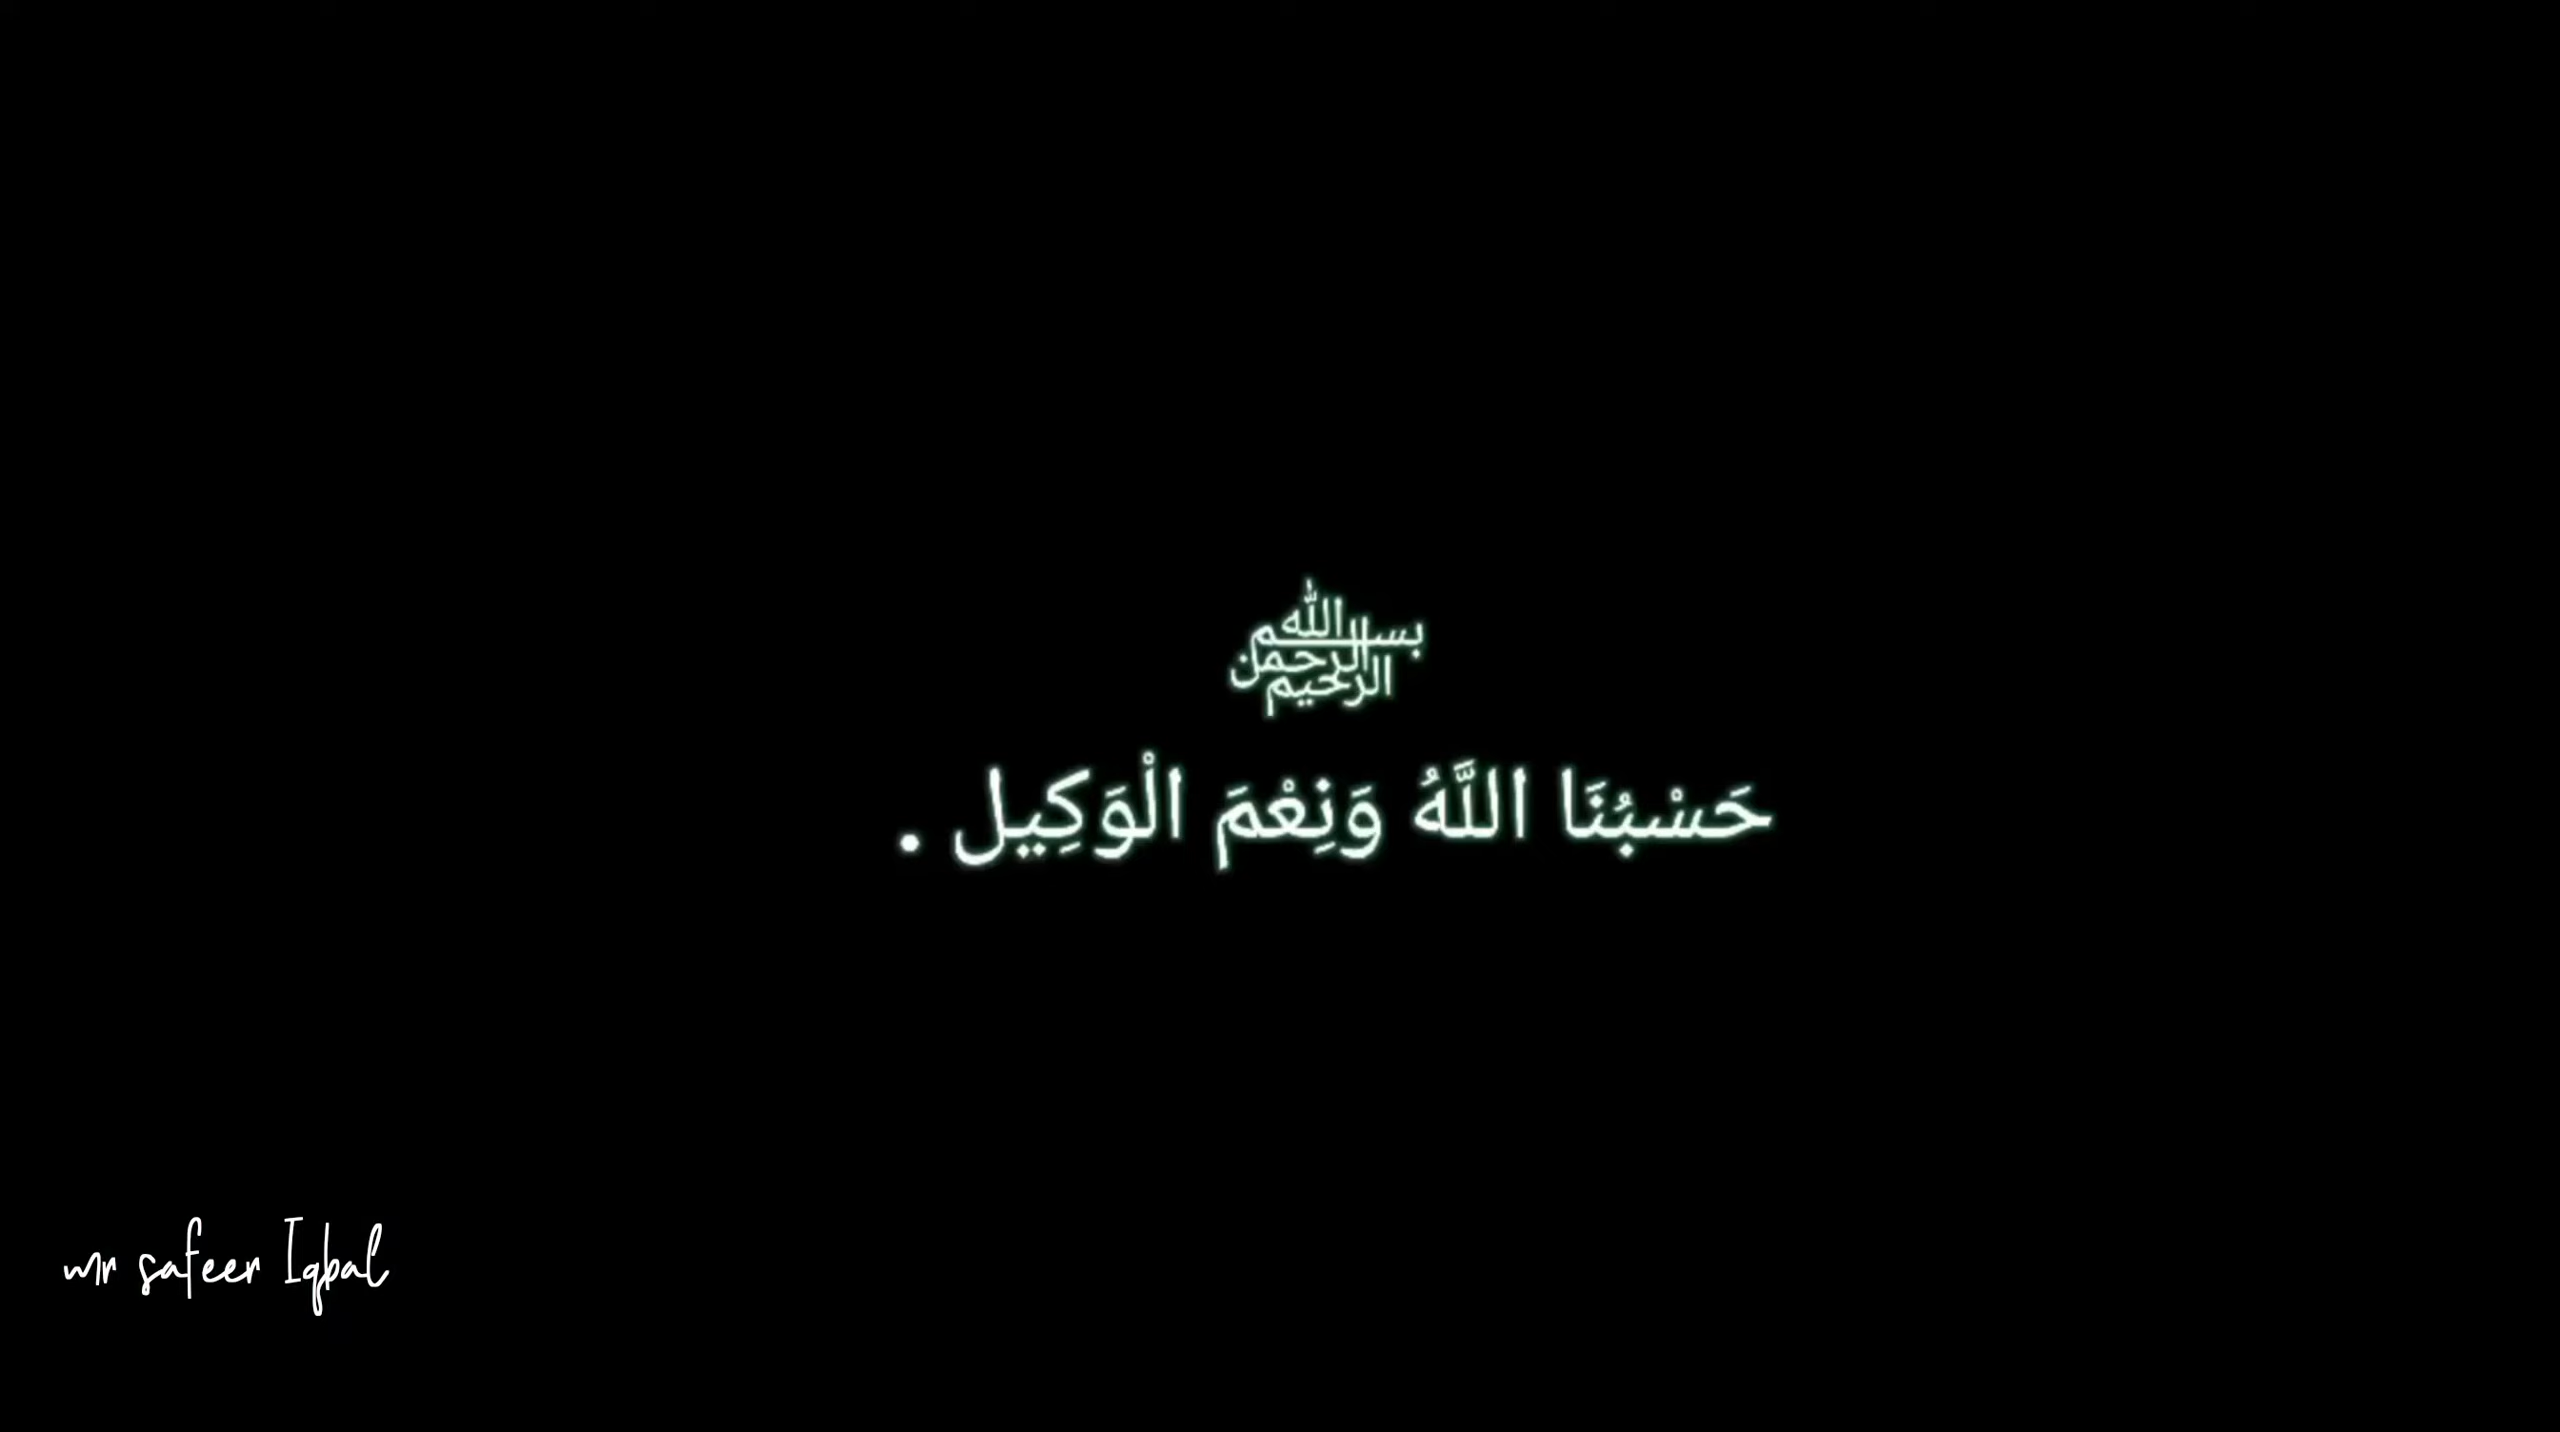 بسم الله الرحمن الرحيم
حَسْبُنَا اللَّهُ وَنِعْمَ الْوَكِيل .
mr safeer Iqbal